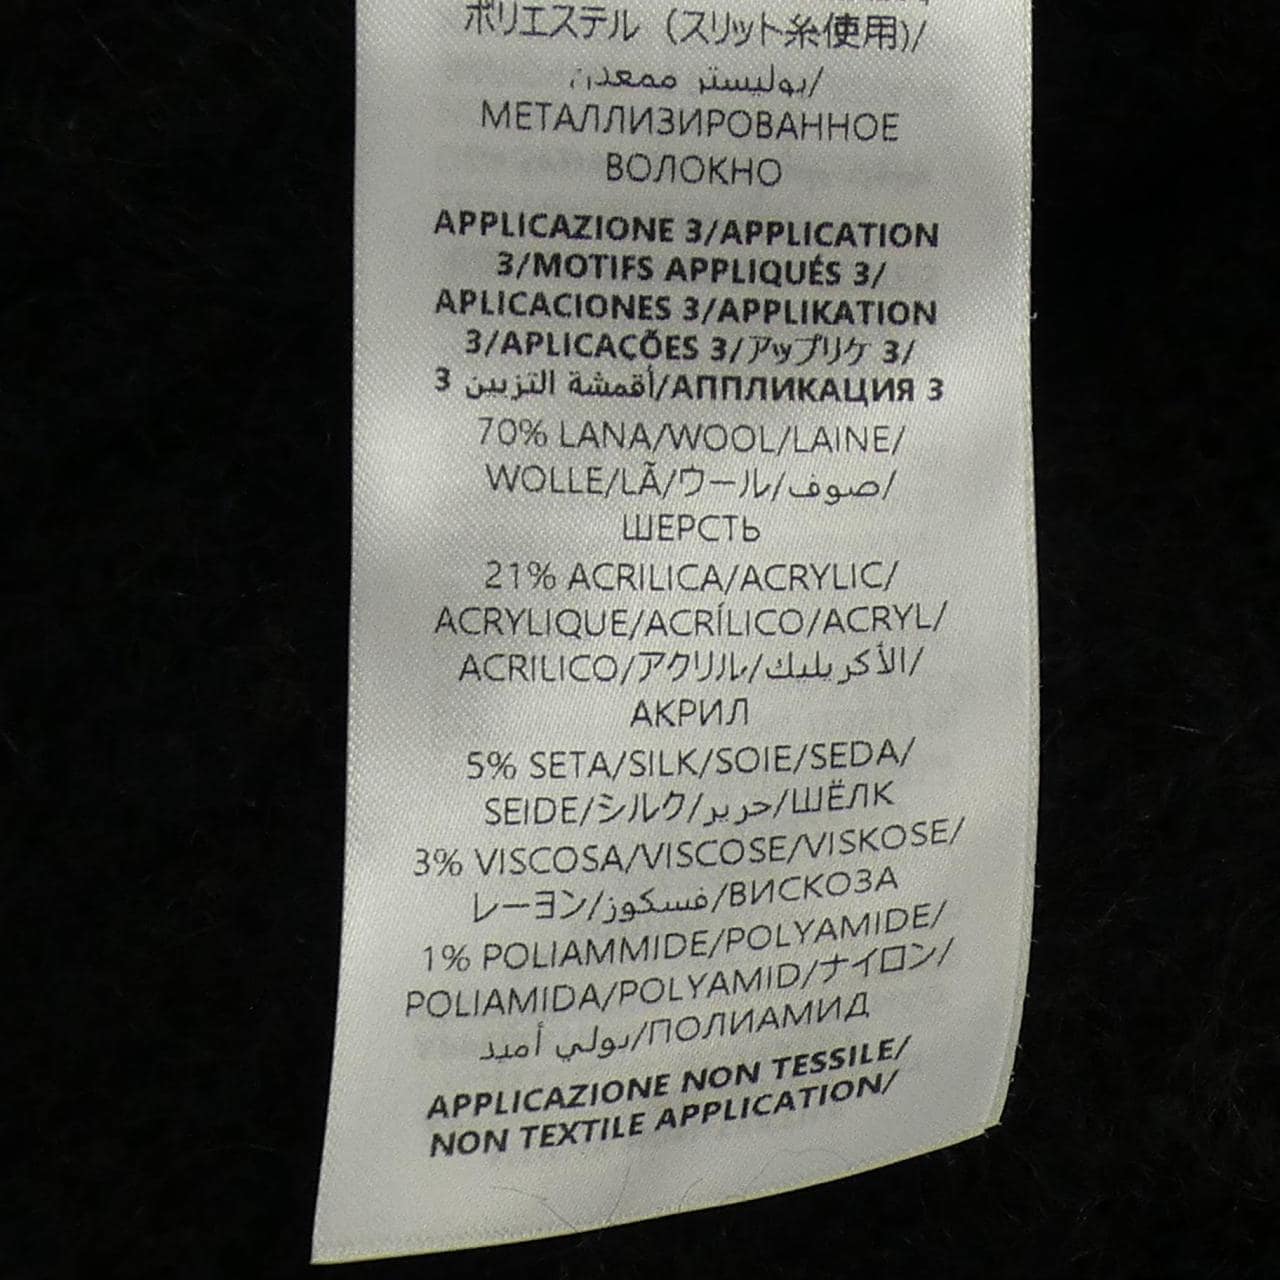 ポリエステル（スリット糸使用)/
بوليستر ممعدن/
МЕТАЛЛИЗИРОВАННОЕ
ВОЛОКНО
APPLICAZIONE 3/APPLICATION
3/MOTIFS APPLIQUÉS 3/
APLICACIONES 3/APPLIKATION
3/APLICAÇÕES 3/アップリケ 3/
أقمشة التزيين 3/АППЛИКАЦИЯ 3
70% LANA/WOOL/LAINE/
WOLLE/LÃ/ウール/صوف/
ШЕРСТЬ
21% ACRILICA/ACRYLIC/
ACRYLIQUE/ACRÍLICO/ACRYL/
ACRILICO/アクリル/الأكريليك/
АКРИЛ
5% SETA/SILK/SOIE/SEDA/
SEIDE/シルク/حرير/ШЁЛК
3% VISCOSA/VISCOSE/VISKOSE/
レーヨン/فسكوز/ВИСКОЗА
1% POLIAMMIDE/POLYAMIDE/
POLIAMIDA/POLYAMID/ナイロン/
بولي أميد/ПОЛИАМИД
APPLICAZIONE NON TESSILE/
NON TEXTILE APPLICATION/